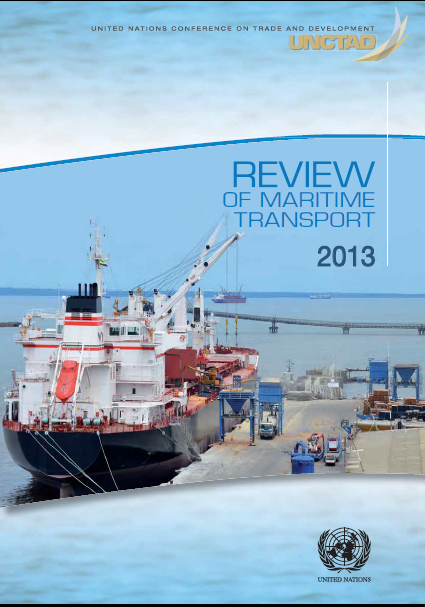 UNITED NATIONS CONFERENCE ON TRADE AND DEVELOPMENT
UNCTAD
REVIEW
OF MARITIME
TRANSPORT
2013
UNITED NATIONS